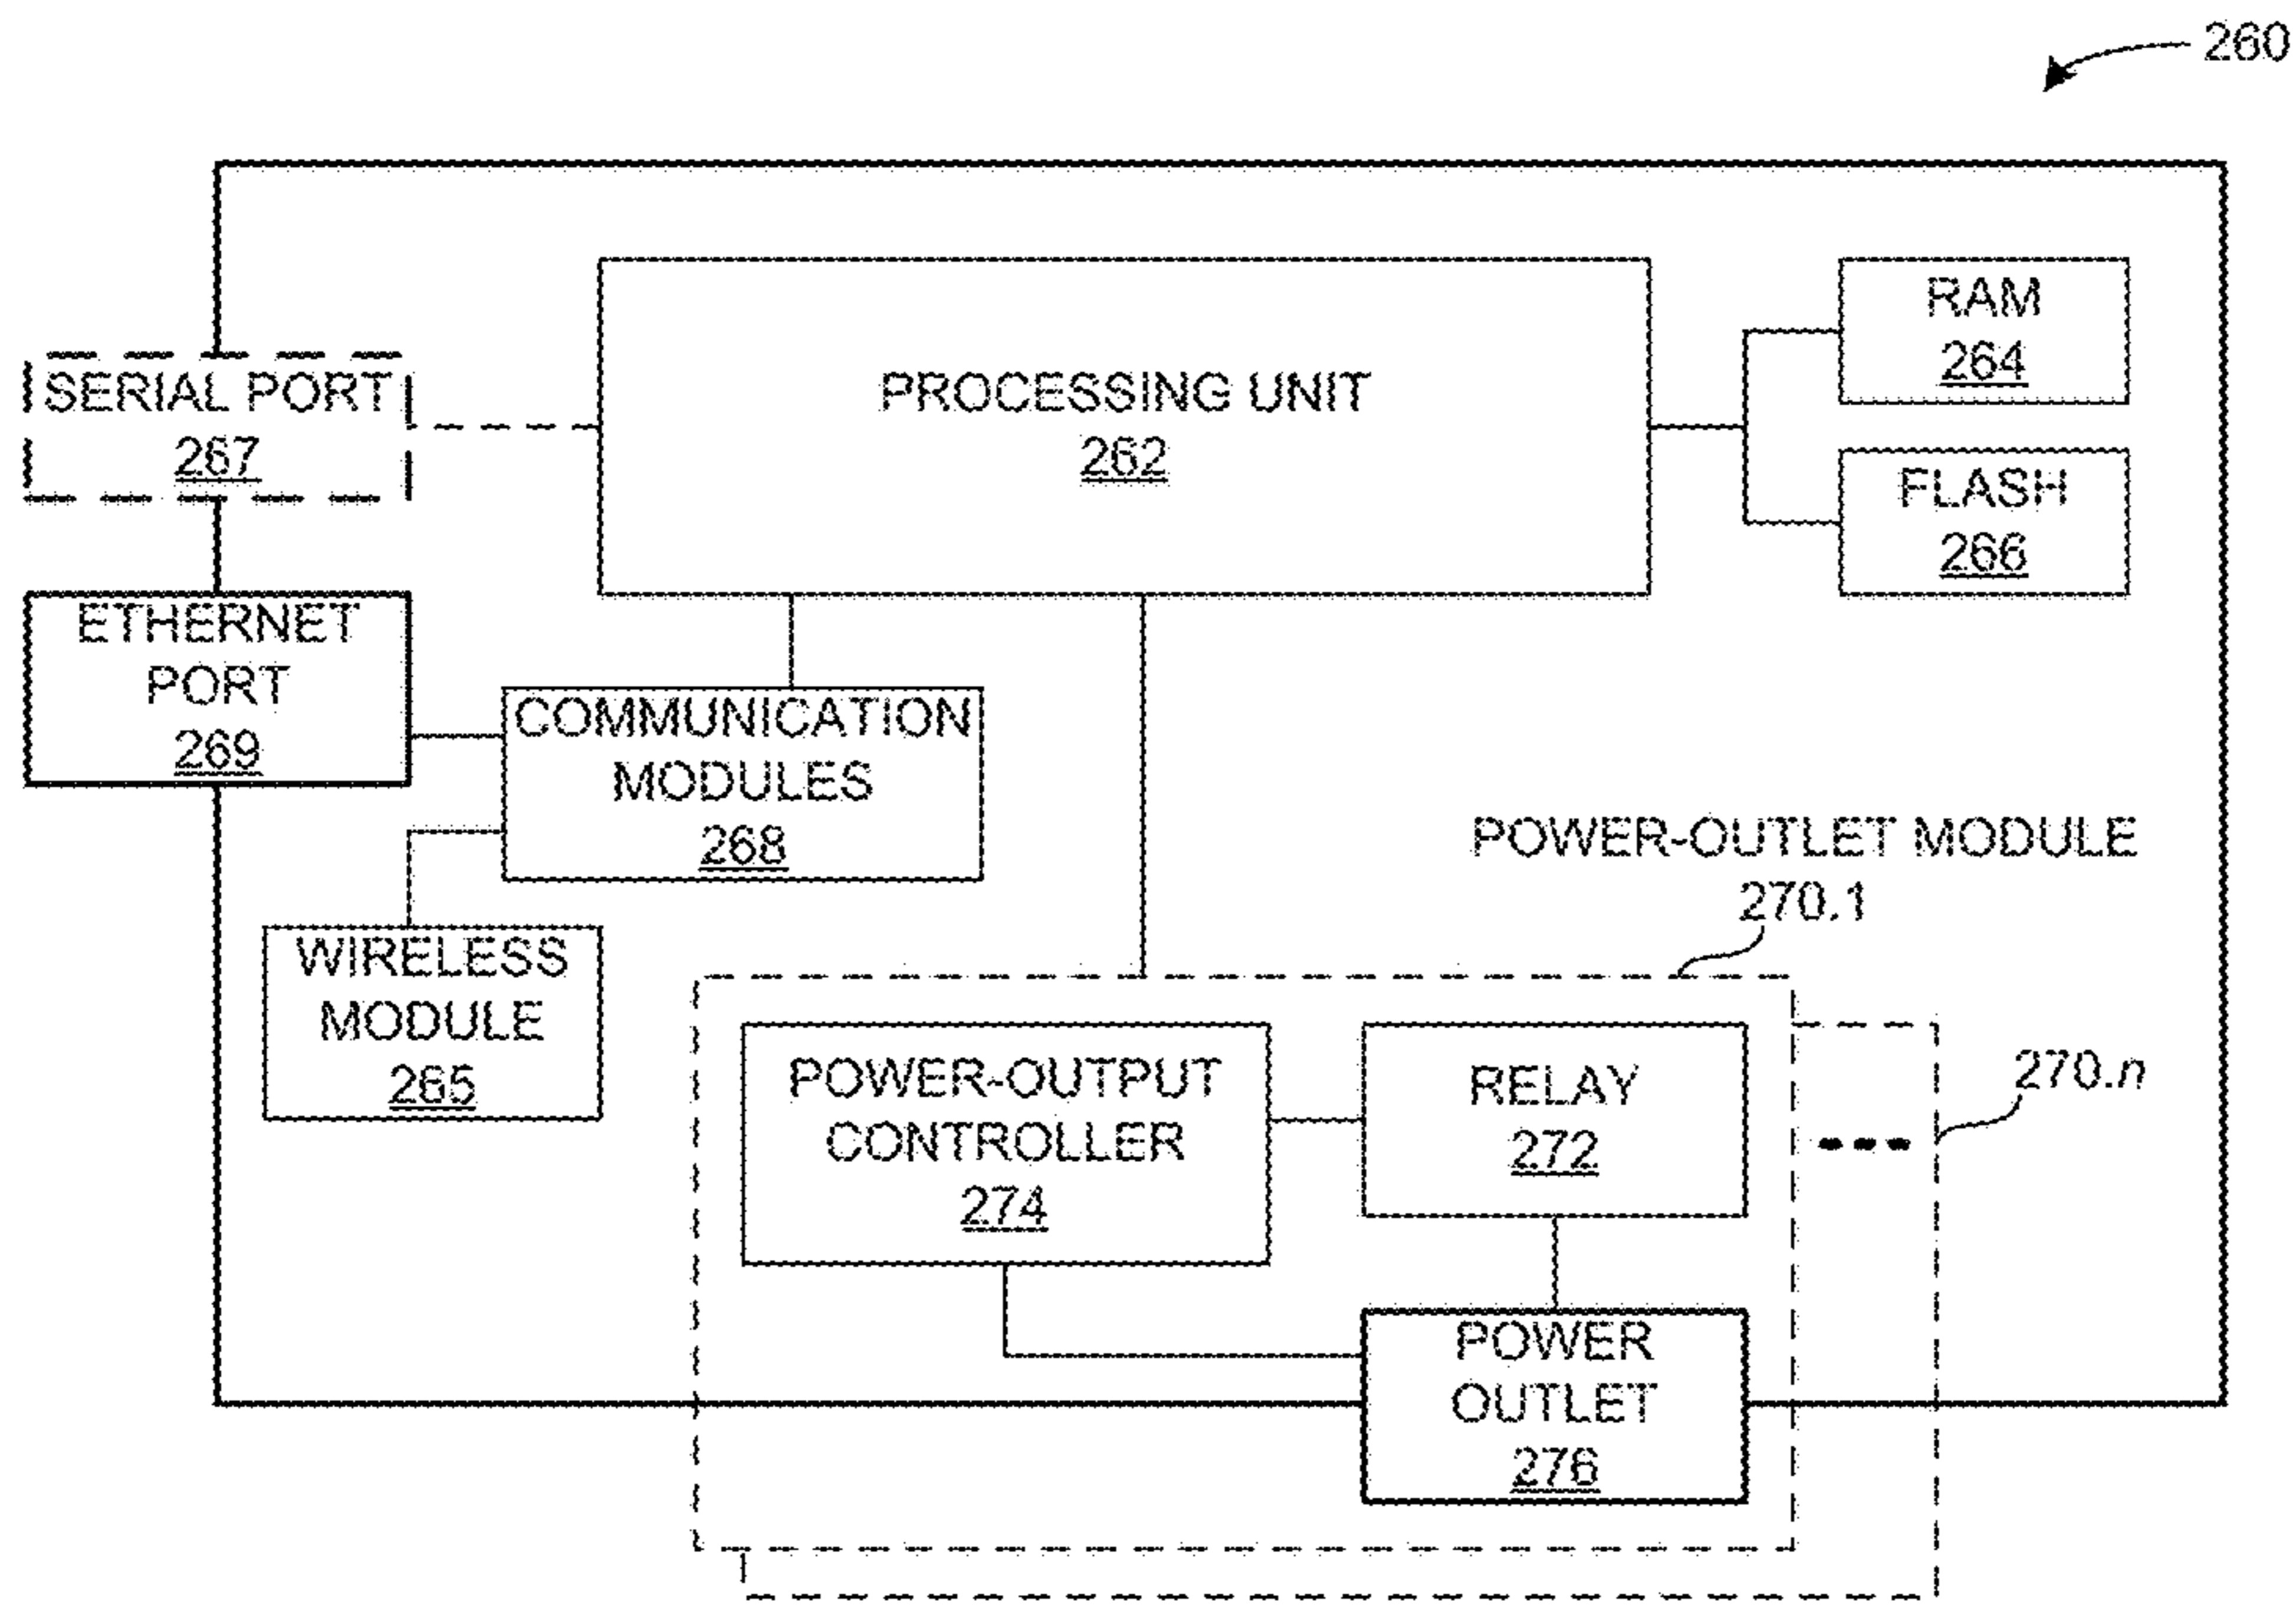 260
RAM
264
SERIAL PORT
267
PROCESSING UNIT
262
FLASH
266
ETHERNET
PORT
269
COMMUNICATION
MODULES
268
POWER-OUTLET MODULE
270.1
WIRELESS
MODULE
265
POWER-OUTPUT
CONTROLLER
274
RELAY
272
270.n
POWER
OUTLET
276